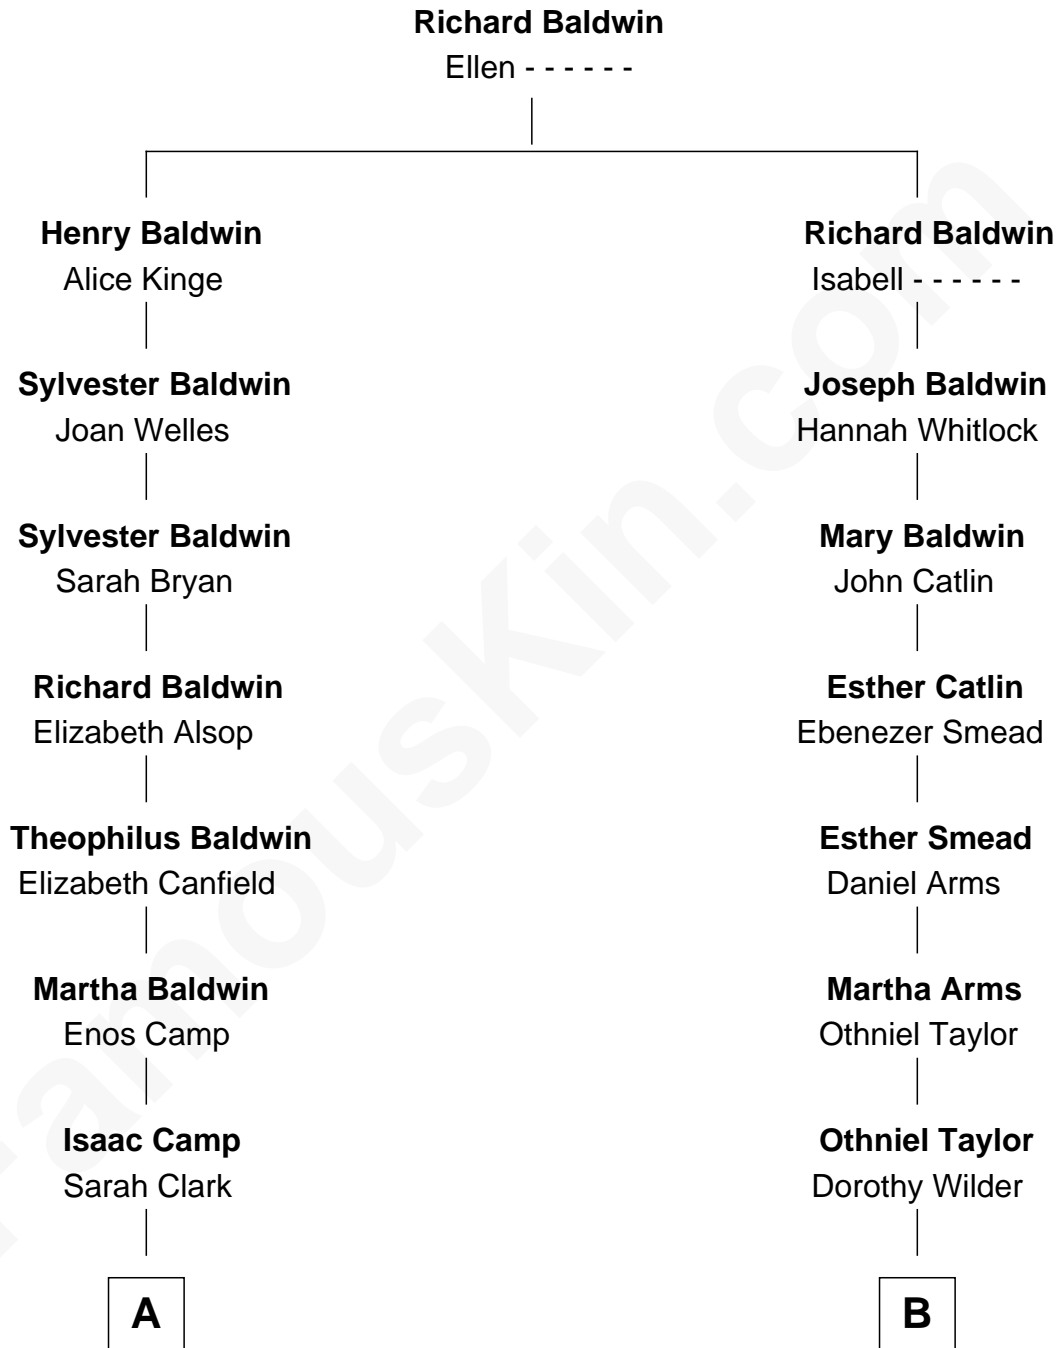 Richard Baldwin
Ellen - - - - - -
Henry Baldwin
Alice Kinge
Richard Baldwin
Isabell - - - - - -
Sylvester Baldwin
Joan Welles
Joseph Baldwin
Hannah Whitlock
Sylvester Baldwin
Sarah Bryan
Mary Baldwin
John Catlin
Richard Baldwin
Elizabeth Alsop
Esther Catlin
Ebenezer Smead
Theophilus Baldwin
Elizabeth Canfield
Esther Smead
Daniel Arms
Martha Baldwin
Enos Camp
Martha Arms
Othniel Taylor
Isaac Camp
Sarah Clark
Othniel Taylor
Dorothy Wilder
A
B
FamousKin.com